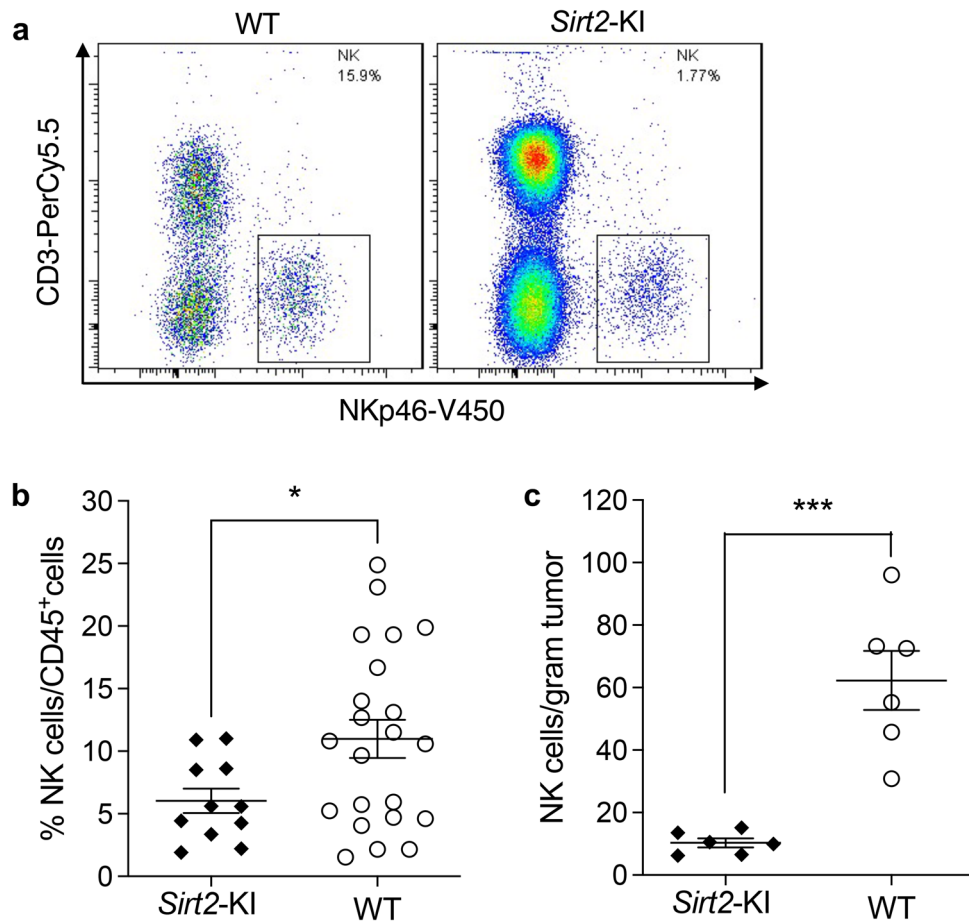 a
WT
Sirt2-KI
NK
15.9%
NK
1.77%
CD3-PerCy5.5
NKp46-V450
b
*
% NK cells/CD45⁺cells
30
25
20
15
10
5
0
Sirt2-KI
WT
c
***
NK cells/gram tumor
120
100
80
60
40
20
0
Sirt2-KI
WT